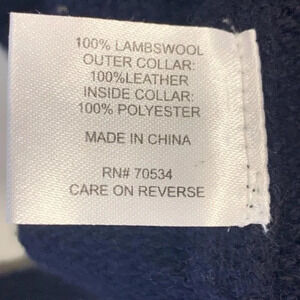 100% LAMBSWOOL
OUTER COLLAR:
100%LEATHER
INSIDE COLLAR:
100% POLYESTER
MADE IN CHINA
RN# 70534
CARE ON REVERSE